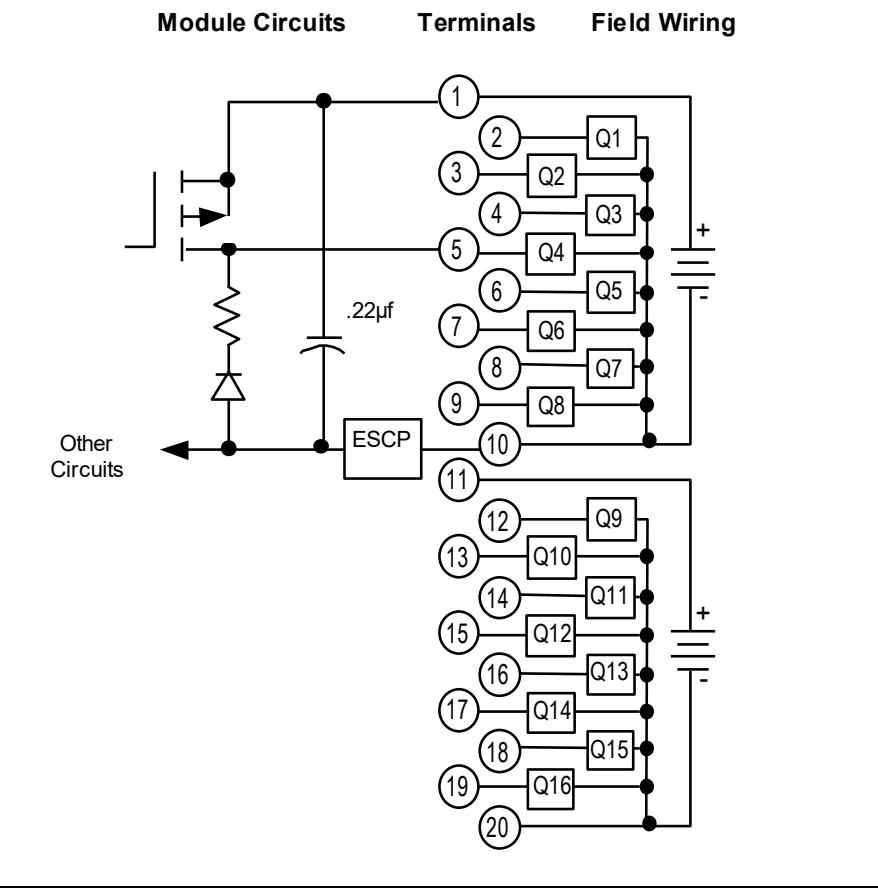 Module Circuits Terminals Field Wiring
1
2 Q1
3 Q2
4 Q3
+
5 Q4
6 Q5
-
.22µf
7 Q6
8 Q7
9 Q8
Other
Circuits
ESCP
10
11
12 Q9
13 Q10
14 Q11
+
15 Q12
16 Q13
-
17 Q14
18 Q15
19 Q16
20